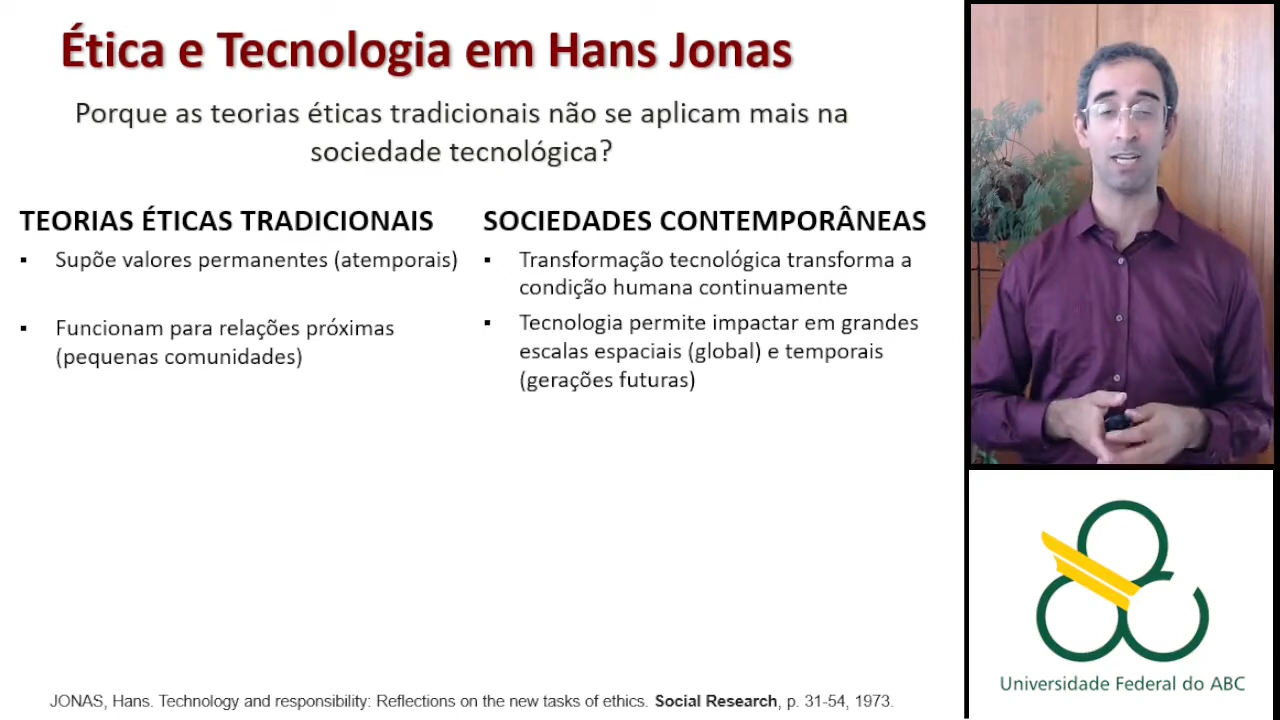 Ética e Tecnologia em Hans Jonas
Porque as teorias éticas tradicionais não se aplicam mais na
sociedade tecnológica?
TEORIAS ÉTICAS TRADICIONAIS
▪ Supõe valores permanentes (atemporais)
▪ Funcionam para relações próximas
(pequenas comunidades)
SOCIEDADES CONTEMPORÂNEAS
▪ Transformação tecnológica transforma a
condição humana continuamente
▪ Tecnologia permite impactar em grandes
escalas espaciais (global) e temporais
(gerações futuras)
JONAS, Hans. Technology and responsibility: Reflections on the new tasks of ethics. Social Research, p. 31-54, 1973.
Universidade Federal do ABC